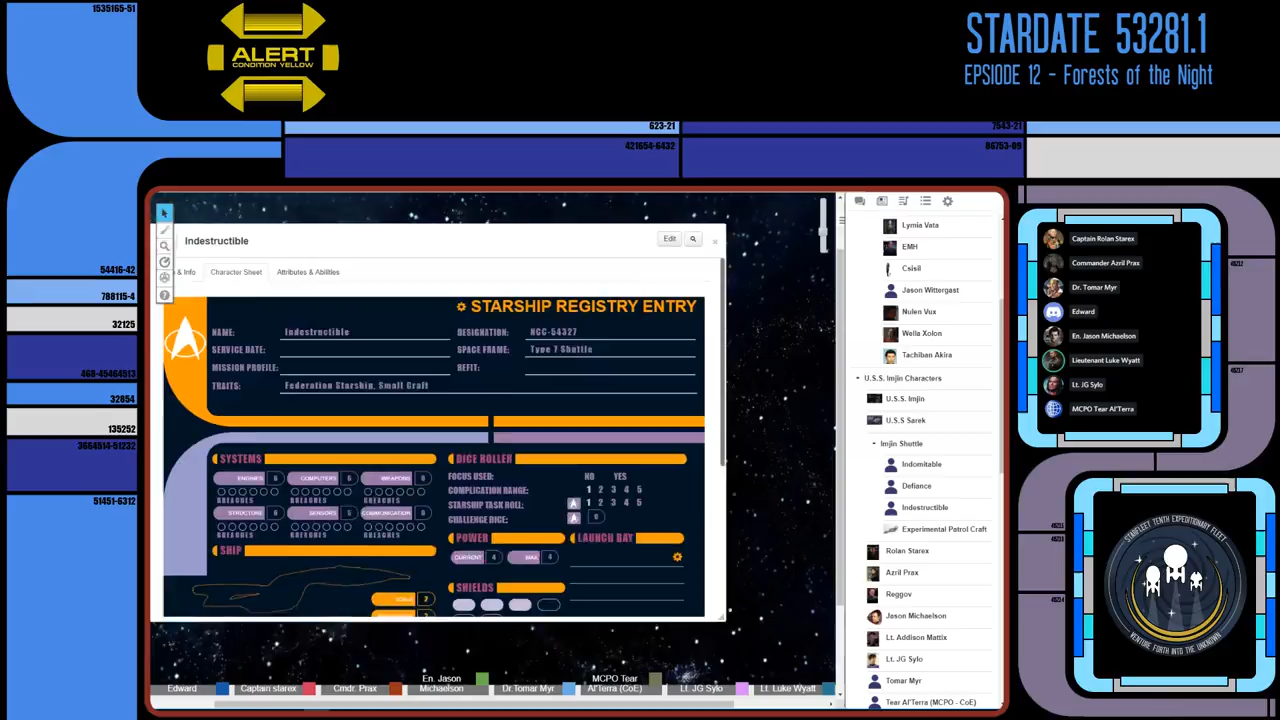 1535165-51
ALERT
CONDITION YELLOW
STARDATE 53281.1
EPSIODE 12 - Forests of the Night
623-21
7543-21
421654-6432
86753-09
54416-42
788115-4
32125
468-45464513
32854
135252
3664514-51232
51451-6312
Indestructible
Edit
& Info
Character Sheet
Attributes & Abilities
STARSHIP REGISTRY ENTRY
NAME: Indestructible
DESIGNATION: NCC-54327
SERVICE DATE:
SPACE FRAME: Type 7 Shuttle
MISSION PROFILE:
REFIT:
TRAITS: Federation Starship, Small Craft
SYSTEMS
ENGINES
COMPUTERS
WEAPONS
BREACHES BREACHES BREACHES
STRUCTURE
SENSORS
COMMUNICATION
BREACHES BREACHES BREACHES
SHIP
DICE ROLLER
FOCUS USED: NO YES
COMPLICATION RANGE: 1 2 3 4 5
STARSHIP TASK ROLL: 1 2 3 4 5
CHALLENGE DICE: 0
POWER
LAUNCH BAY
CURRENT 4 MAX 4
SHIELDS
Lymia Vata
EMH
Csisil
Jason Wittergast
Nulen Vux
Wella Xolon
Tachiban Akira
U.S.S. Imjin Characters
U.S.S. Imjin
U.S.S Sarek
Imjin Shuttle
Indomitable
Defiance
Indestructible
Experimental Patrol Craft
Rolan Starex
Azril Prax
Reggov
Jason Michaelson
Lt. Addison Mattix
Lt. JG Sylo
Tomar Myr
Tear Al'Terra (MCPO - CoE)
Edward
Captain starex
Cmdr. Prax
En. Jason
Michaelson
Dr.Tomar Myr
MCPO Tear
Al'Terra (CoE)
Lt. JG Sylo
Lt. Luke Wyatt
Captain Rolan Starex
Commander Azril Prax
Dr. Tomar Myr
Edward
En. Jason Michaelson
Lieutenant Luke Wyatt
Lt. JG Sylo
MCPO Tear Al'Terra
STARFLEET TENTH EXPEDITIONARY FLEET
VENTURE FORTH INTO THE UNKNOWN